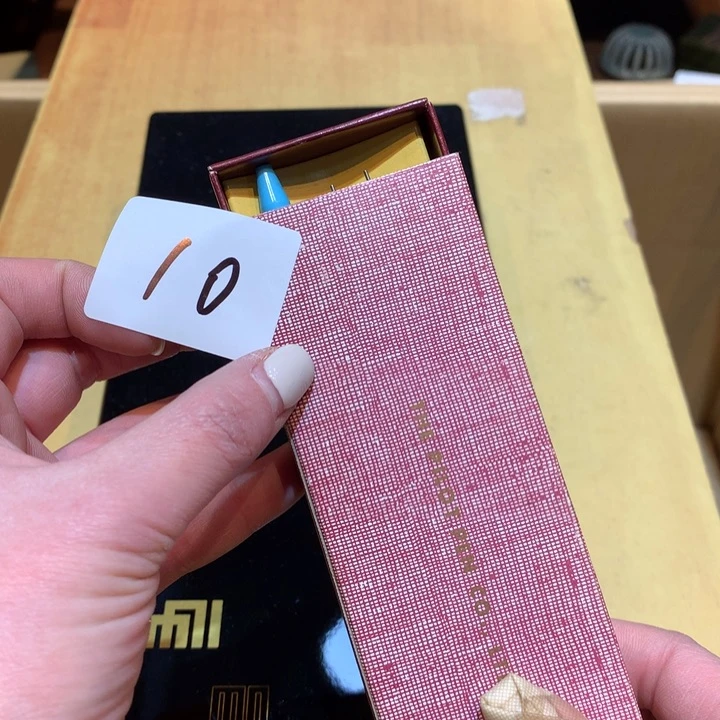 10
THE PILOT PEN CO., LT